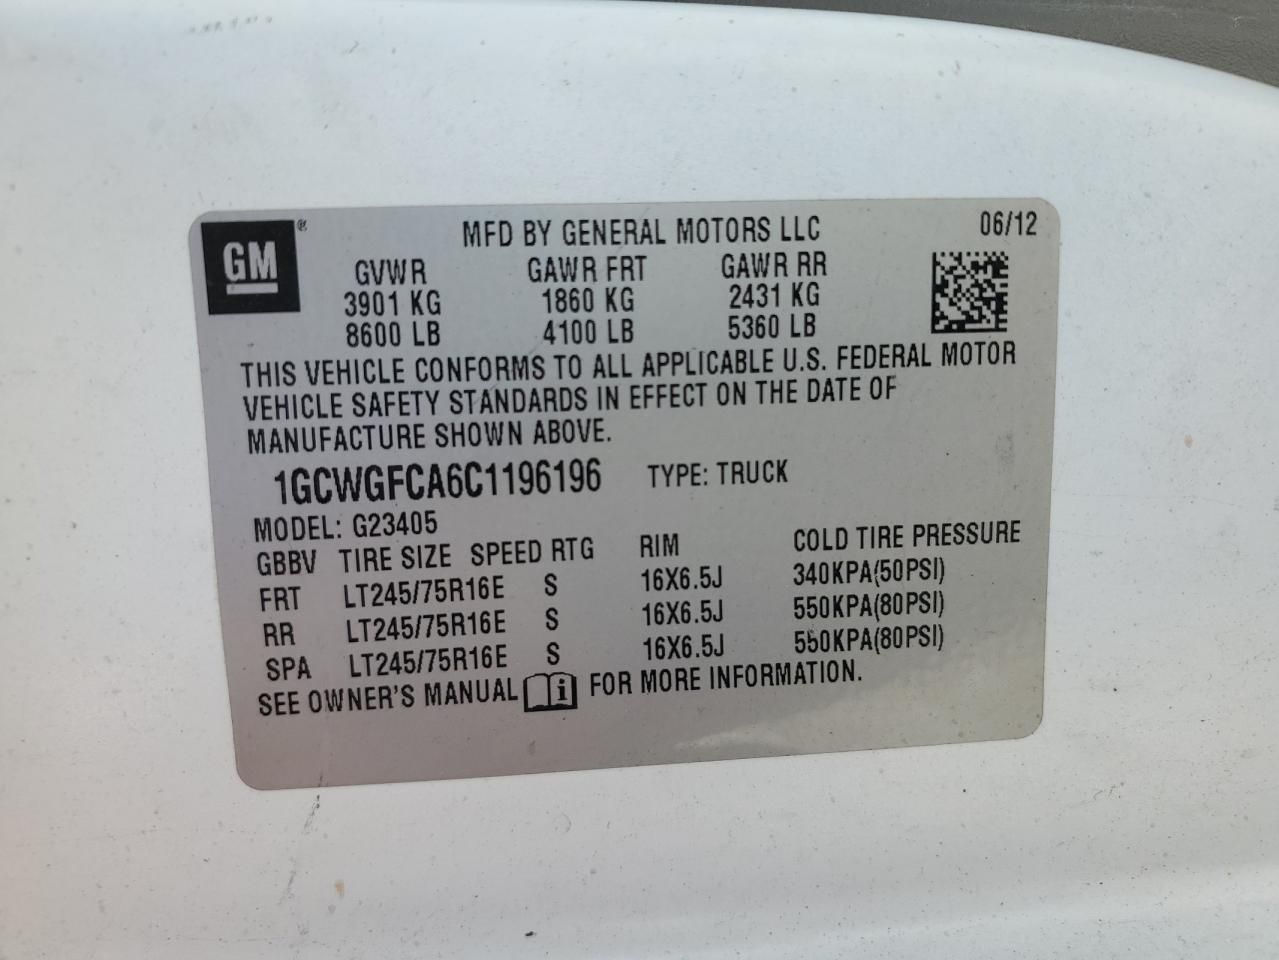 GM ®
MFD BY GENERAL MOTORS LLC 06/12
GVWR GAWR FRT GAWR RR
3901 KG 1860 KG 2431 KG
8600 LB 4100 LB 5360 LB
THIS VEHICLE CONFORMS TO ALL APPLICABLE U.S. FEDERAL MOTOR
VEHICLE SAFETY STANDARDS IN EFFECT ON THE DATE OF
MANUFACTURE SHOWN ABOVE.
1GCWGFCA6C1196196 TYPE: TRUCK
MODEL: G23405
GBBV TIRE SIZE SPEED RTG RIM COLD TIRE PRESSURE
FRT LT245/75R16E S 16X6.5J 340KPA(50PSI)
RR LT245/75R16E S 16X6.5J 550KPA(80PSI)
SPA LT245/75R16E S 16X6.5J 550KPA(80PSI)
SEE OWNER'S MANUAL i FOR MORE INFORMATION.